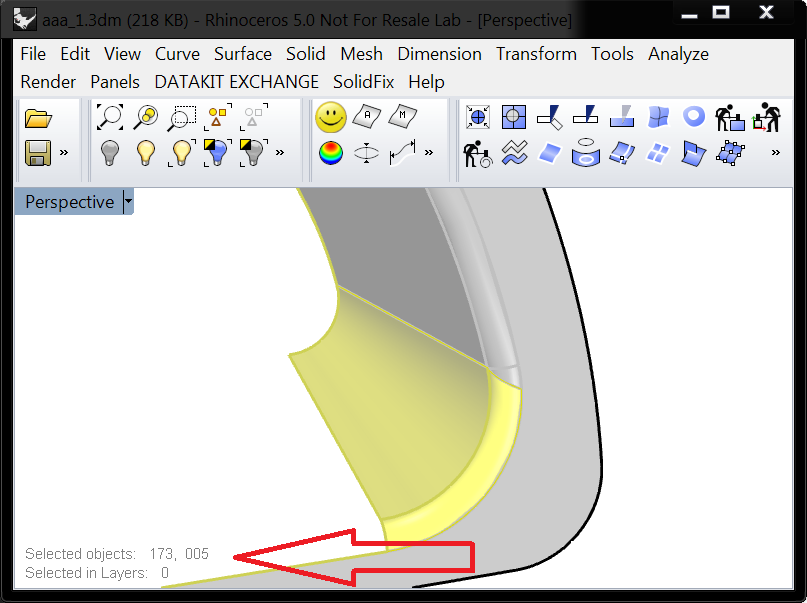 aaa_1.3dm (218 KB) - Rhinoceros 5.0 Not For Resale Lab - [Perspective]
File Edit View Curve Surface Solid Mesh Dimension Transform Tools Analyze
Render Panels DATAKIT EXCHANGE SolidFix Help
A M
Perspective
Selected objects: 173, 005
Selected in Layers: 0